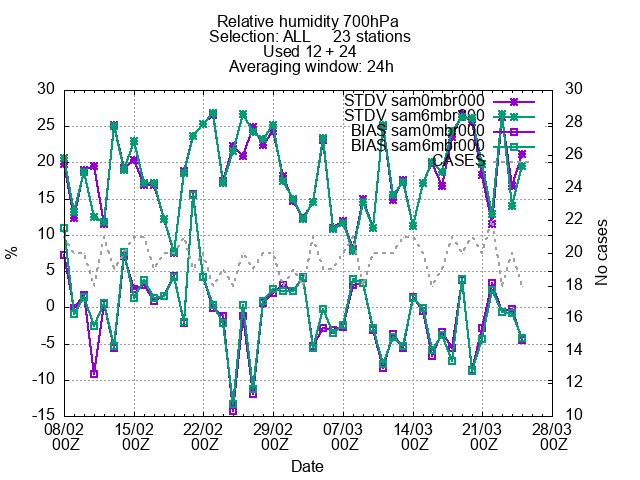 Relative humidity 700hPa
Selection: ALL 23 stations
Used 12 + 24
Averaging window: 24h
STDV sam0mbr000
STDV sam6mbr000
BIAS sam0mbr000
BIAS sam6mbr000
CASES
30
25
20
15
10
5
0
-5
-10
-15
%
30
28
26
24
22
20
18
16
14
12
10
No cases
08/02 15/02 22/02 29/02 07/03 14/03 21/03 28/03
00Z 00Z 00Z 00Z 00Z 00Z 00Z 00Z
Date